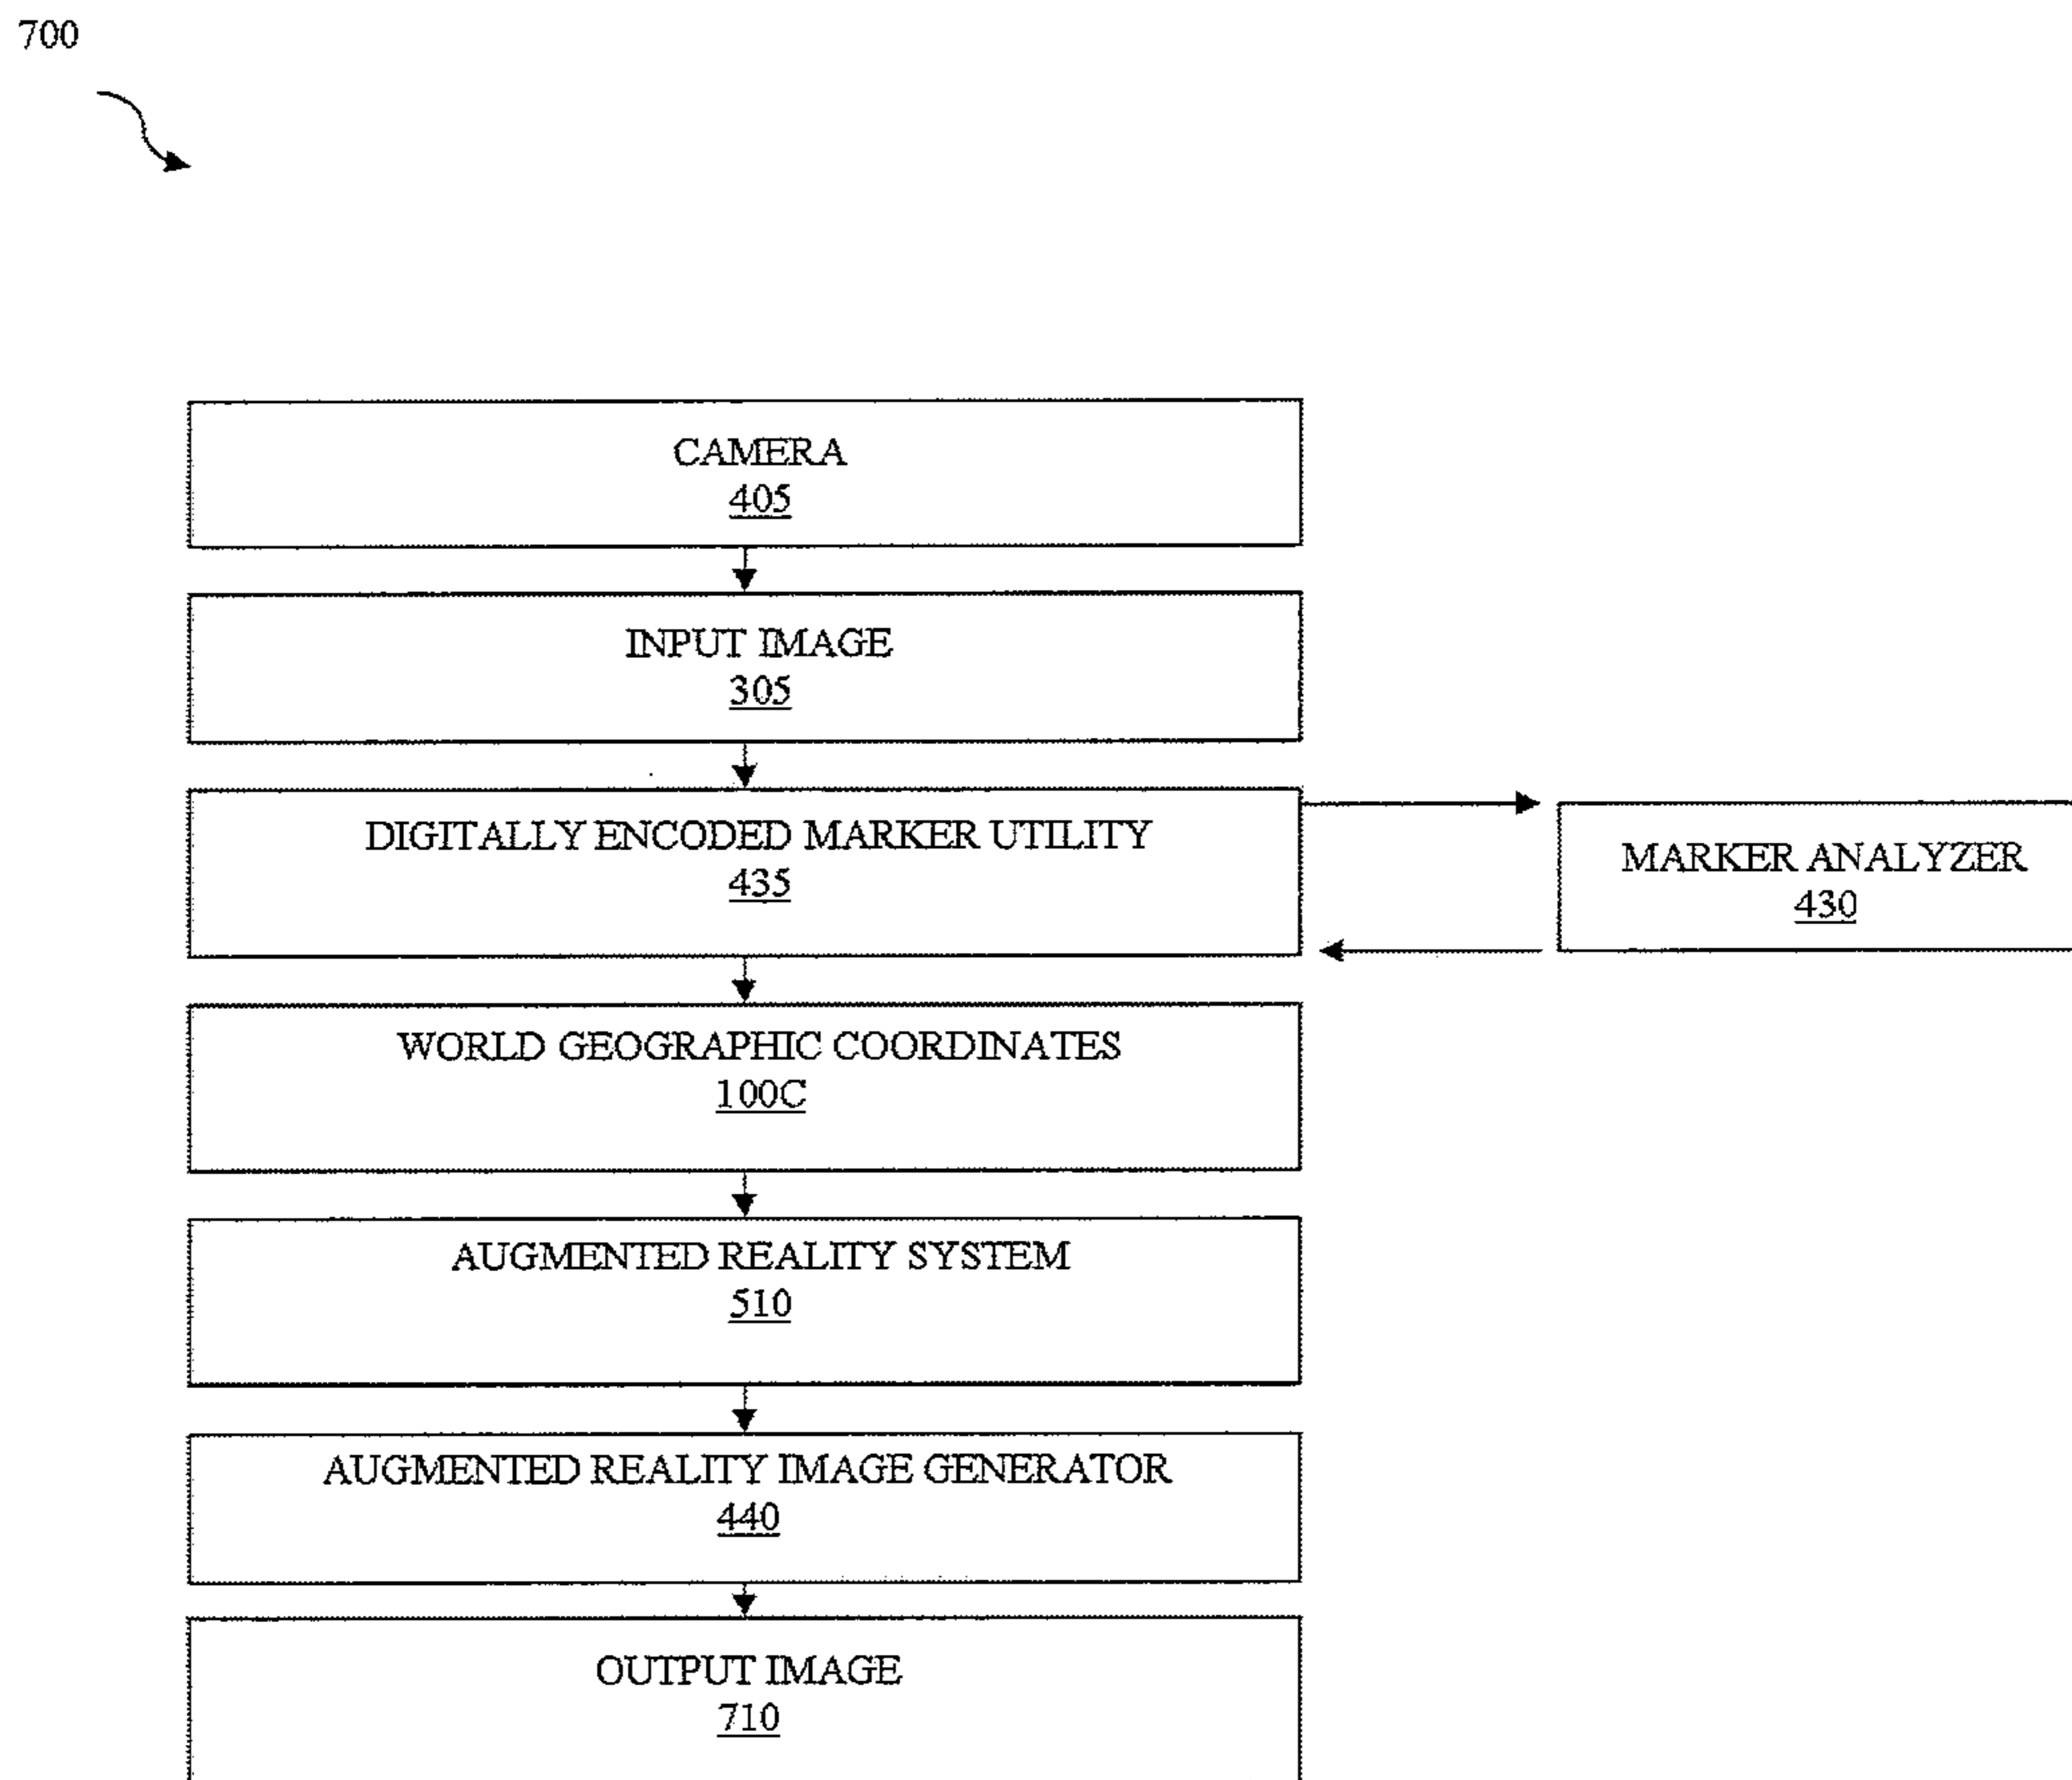 700
CAMERA
405
INPUT IMAGE
305
DIGITALLY ENCODED MARKER UTILITY
435
MARKER ANALYZER
430
WORLD GEOGRAPHIC COORDINATES
100C
AUGMENTED REALITY SYSTEM
510
AUGMENTED REALITY IMAGE GENERATOR
440
OUTPUT IMAGE
710